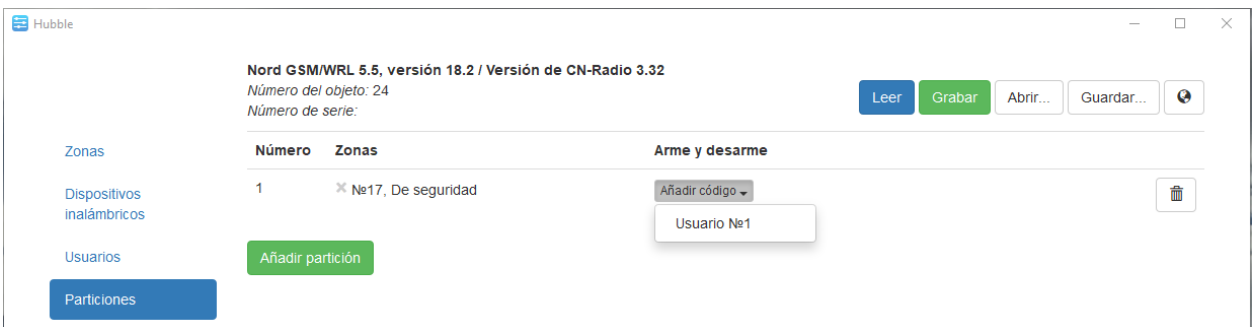 Hubble
Nord GSM/WRL 5.5, versión 18.2 / Versión de CN-Radio 3.32
Número del objeto: 24
Número de serie:
Leer
Grabar
Abrir...
Guardar...
Zonas
Dispositivos
inalámbricos
Usuarios
Particiones
Número Zonas Arme y desarme
1 №17, De seguridad Añadir código
Usuario №1
Añadir partición